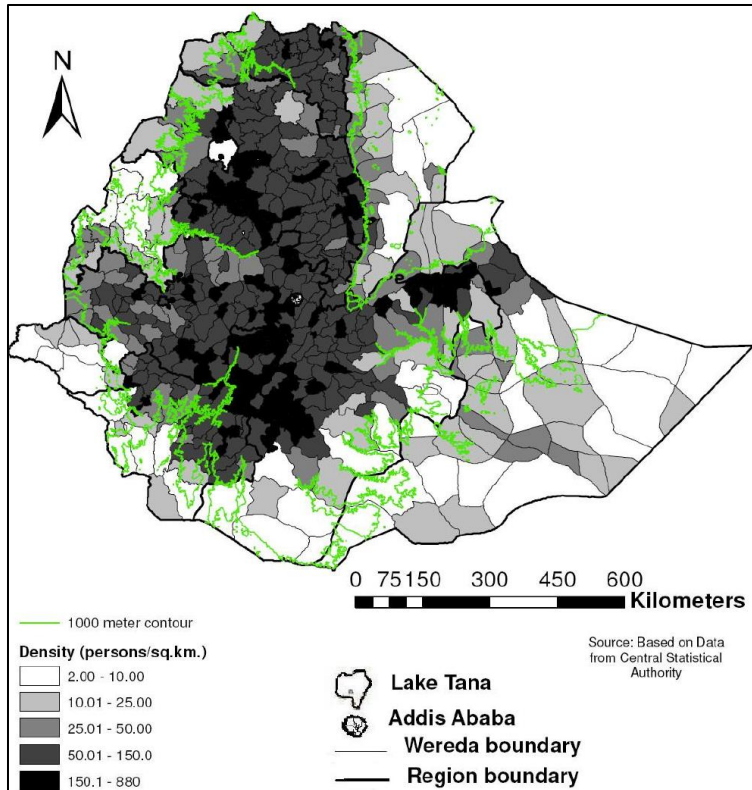 N
0 75150 300 450 600
Kilometers
1000 meter contour
Density (persons/sq.km.)
2.00 - 10.00
10.01 - 25.00
25.01 - 50.00
50.01 - 150.0
150.1 - 880
Source: Based on Data
from Central Statistical
Authority
Lake Tana
Addis Ababa
Wereda boundary
Region boundary